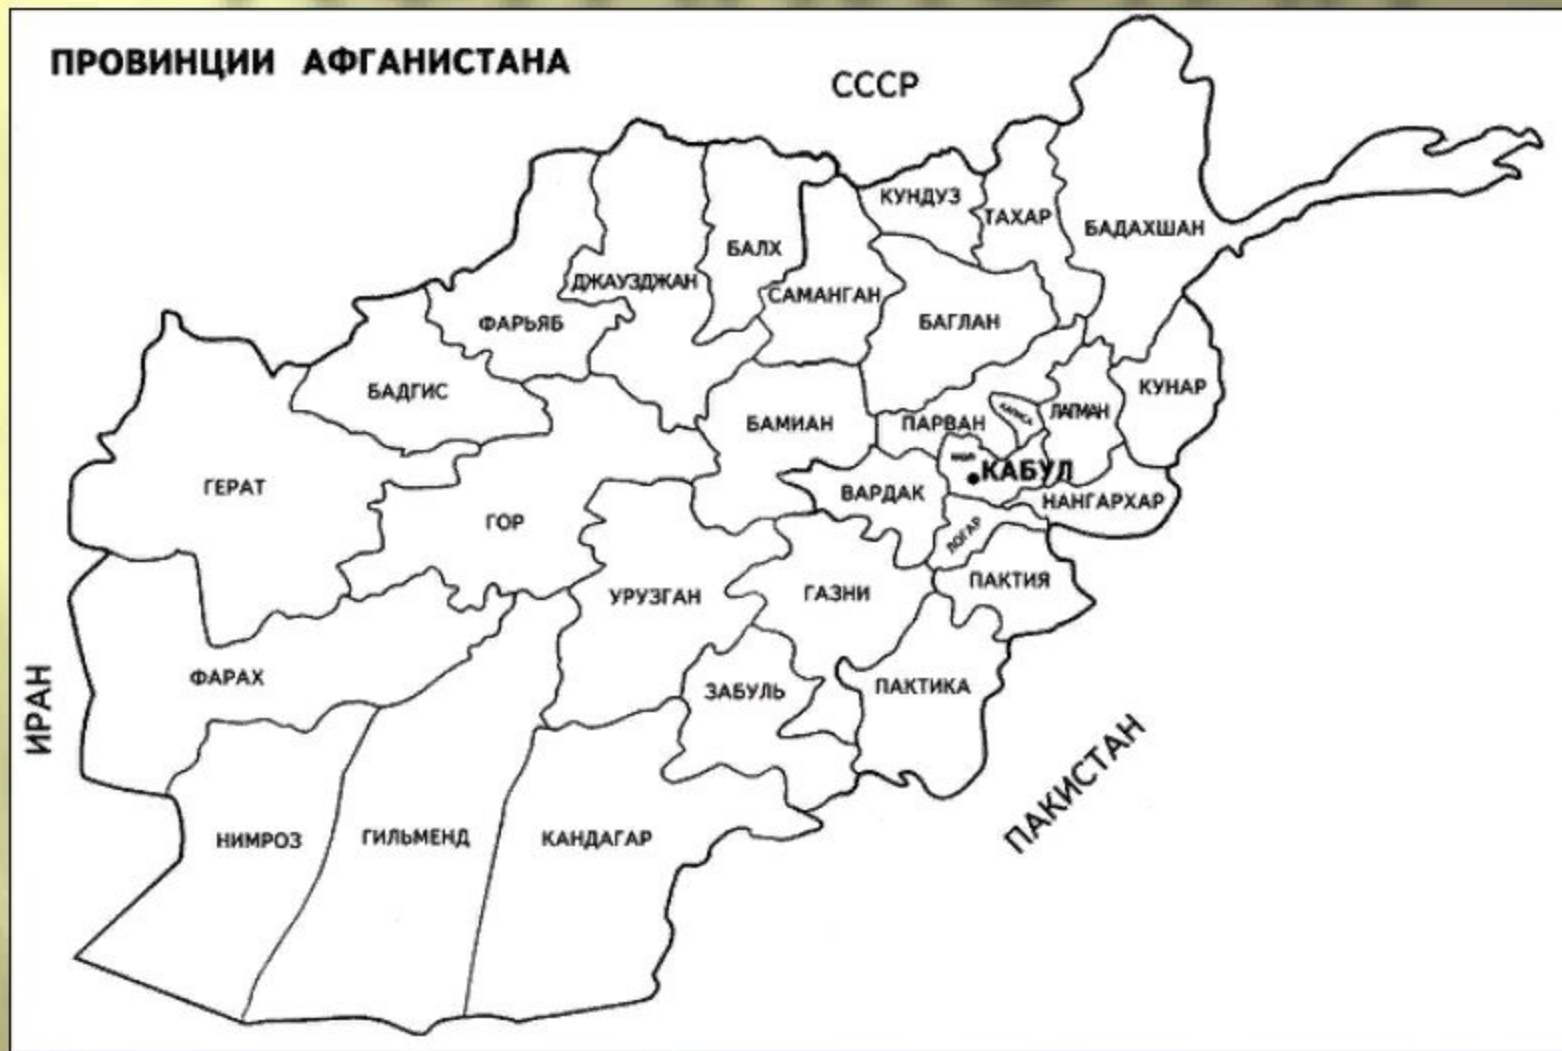 ПРОВИНЦИИ АФГАНИСТАНА
СССР
КУНДУЗ
ТАХАР
БАДАХШАН
БАЛХ
ДЖАУЗДЖАН
САМАНГАН
ФАРЬЯБ
БАГЛАН
БАДГИС
КУНАР
БАМИАН
ПАРВАН
КАПИСА
ЛАГМАН
КАБУЛ
ГЕРАТ
ВАРДАК
НАНГАРХАР
ГОР
ЛОГАР
УРУЗГАН
ГАЗНИ
ПАКТИЯ
ФАРАХ
ЗАБУЛЬ
ПАКТИКА
ИРАН
ПАКИСТАН
НИМРОЗ
ГИЛЬМЕНД
КАНДАГАР